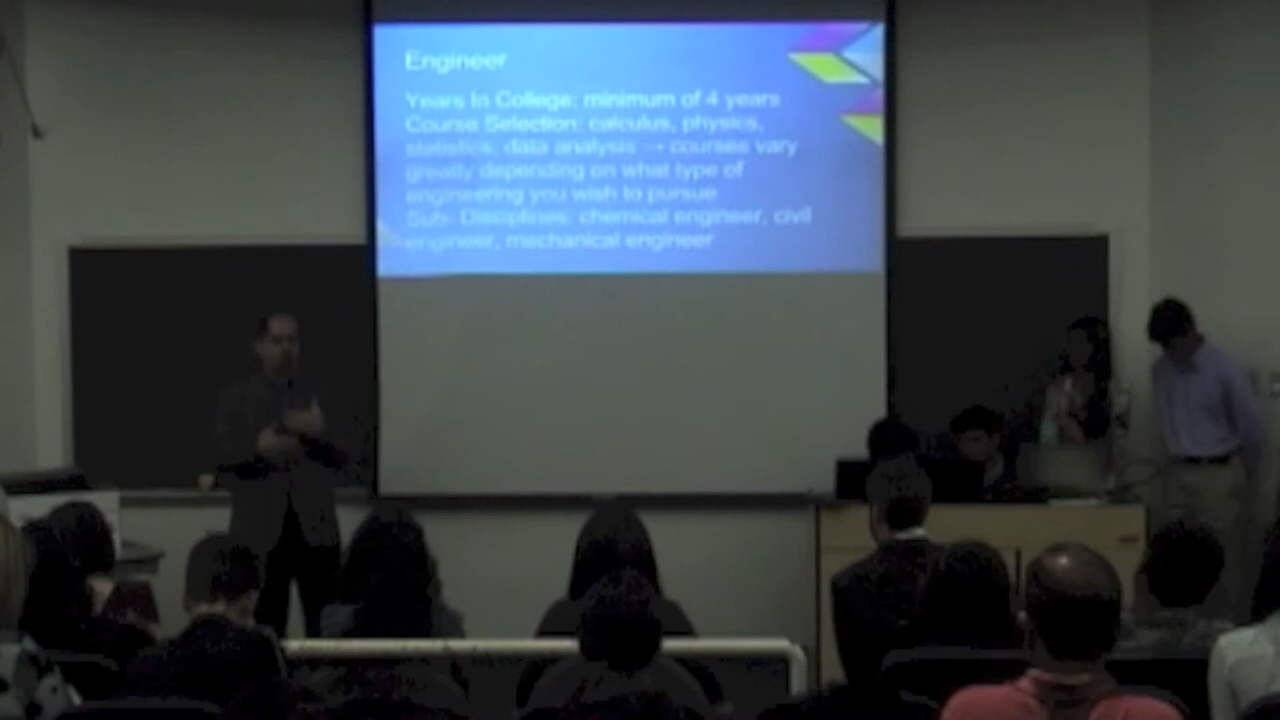 Engineer
Years In College: minimum of 4 years
Course Selection: calculus, physics,
statistics, data analysis → courses vary
greatly depending on what type of
engineering you wish to pursue
Sub- Disciplines: chemical engineer, civil
engineer, mechanical engineer